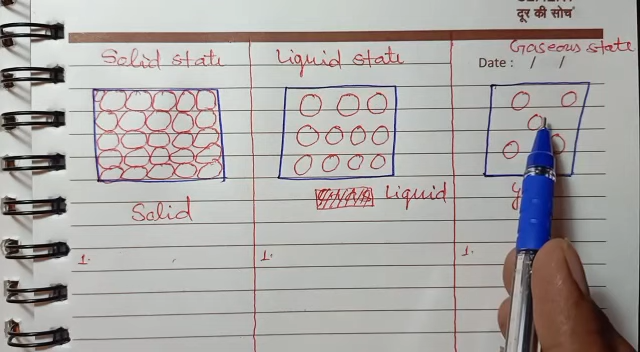 दूर की सोच
Solid state
Liquid state
Gaseous state
Date : / /
Solid
Liquid
1.
1.
1.